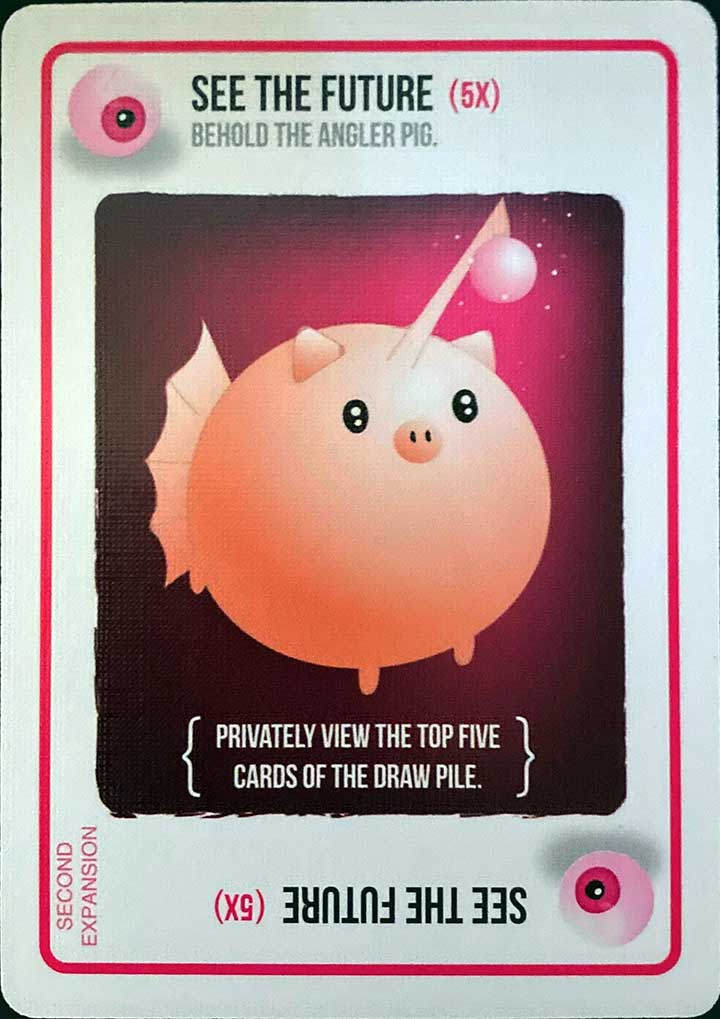 SEE THE FUTURE (5X)
BEHOLD THE ANGLER PIG.
{ PRIVATELY VIEW THE TOP FIVE
CARDS OF THE DRAW PILE. }
SECOND
EXPANSION
SEE THE FUTURE (5X)